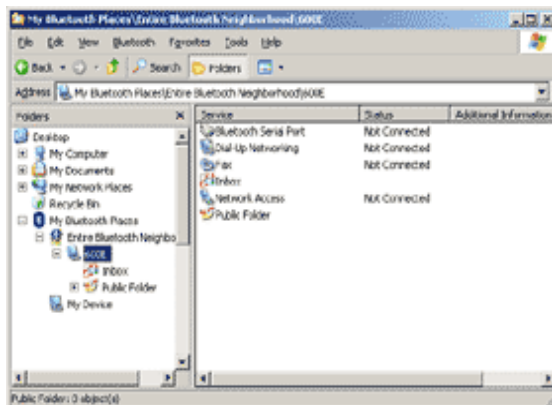 My Bluetooth Places\Entire Bluetooth Neighborhood\600E
File Edit View Bluetooth Favorites Tools Help
Back Search Folders
Address My Bluetooth Places\Entire Bluetooth Neighborhood\600E
Folders
Desktop
My Computer
My Documents
My Network Places
Recycle Bin
My Bluetooth Places
Entire Bluetooth Neighbo
600E
Inbox
Public Folder
My Device
Service Status Additional Information
Bluetooth Serial Port Not Connected
Dial-Up Networking Not Connected
Fax Not Connected
Inbox
Network Access Not Connected
Public Folder
Public Folder: 0 object(s)